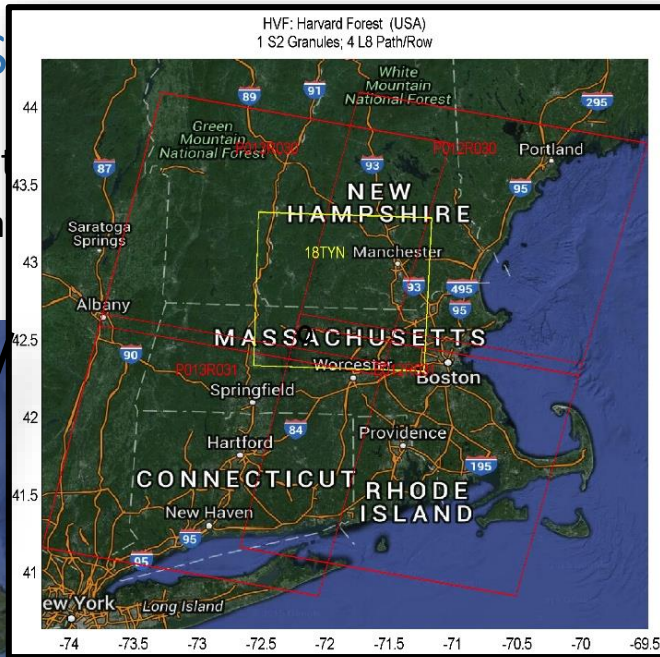 HVF: Harvard Forest (USA)
1 S2 Granules; 4 L8 Path/Row
S
t
White
Mountain
National Forest
89
91
295
44
Green
Mountain
National Forest
P013R030
P012R030
87
93
Portland
43.5
NEW
HAMPSHIRE
95
Saratoga
Springs
18TYN
Manchester
43
93
495
95
Albany
42.5
MASSACHUSETTS
90
P013R031
Worcester
Boston
Springfield
42
84
Hartford
Providence
195
41.5
CONNECTICUT
RHODE
ISLAND
New Haven
95
95
41
ew York
Long Island
-74
-73.5
-73
-72.5
-72
-71.5
-71
-70.5
-70
-69.5